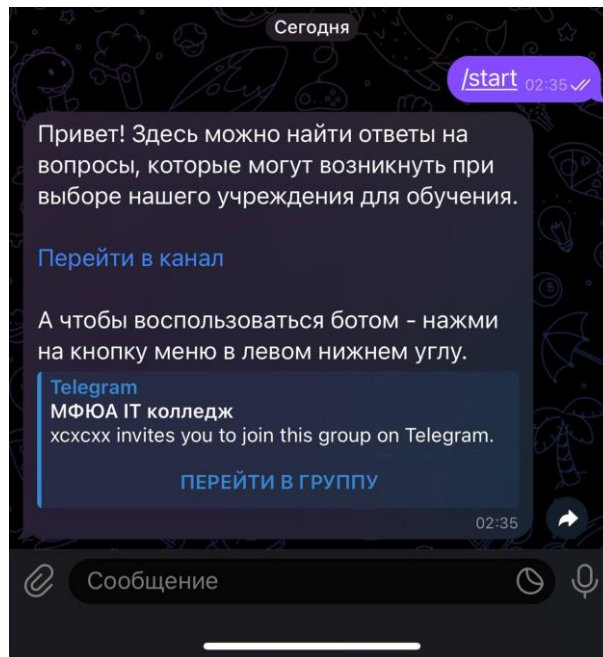 Сегодня
/start 02:35
Привет! Здесь можно найти ответы на
вопросы, которые могут возникнуть при
выборе нашего учреждения для обучения.
Перейти в канал
А чтобы воспользоваться ботом - нажми
на кнопку меню в левом нижнем углу.
Telegram
МФЮА IT колледж
xcxcxx invites you to join this group on Telegram.
ПЕРЕЙТИ В ГРУППУ
02:35
Сообщение